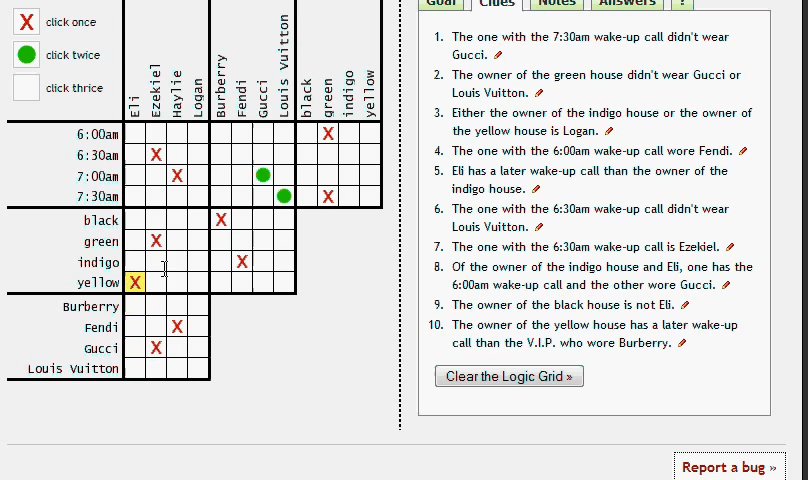 Goal Clues Notes Answers ?
click once
click twice
click thrice
Eli
Ezekiel
Haylie
Logan
Burberry
Fendi
Gucci
Louis Vuitton
black
green
indigo
yellow
6:00am
6:30am
7:00am
7:30am
black
green
indigo
yellow
Burberry
Fendi
Gucci
Louis Vuitton
1. The one with the 7:30am wake-up call didn't wear
Gucci.
2. The owner of the green house didn't wear Gucci or
Louis Vuitton.
3. Either the owner of the indigo house or the owner of
the yellow house is Logan.
4. The one with the 6:00am wake-up call wore Fendi.
5. Eli has a later wake-up call than the owner of the
indigo house.
6. The one with the 6:30am wake-up call didn't wear
Louis Vuitton.
7. The one with the 6:30am wake-up call is Ezekiel.
8. Of the owner of the indigo house and Eli, one has the
6:00am wake-up call and the other wore Gucci.
9. The owner of the black house is not Eli.
10. The owner of the yellow house has a later wake-up
call than the V.I.P. who wore Burberry.
Clear the Logic Grid »
Report a bug »